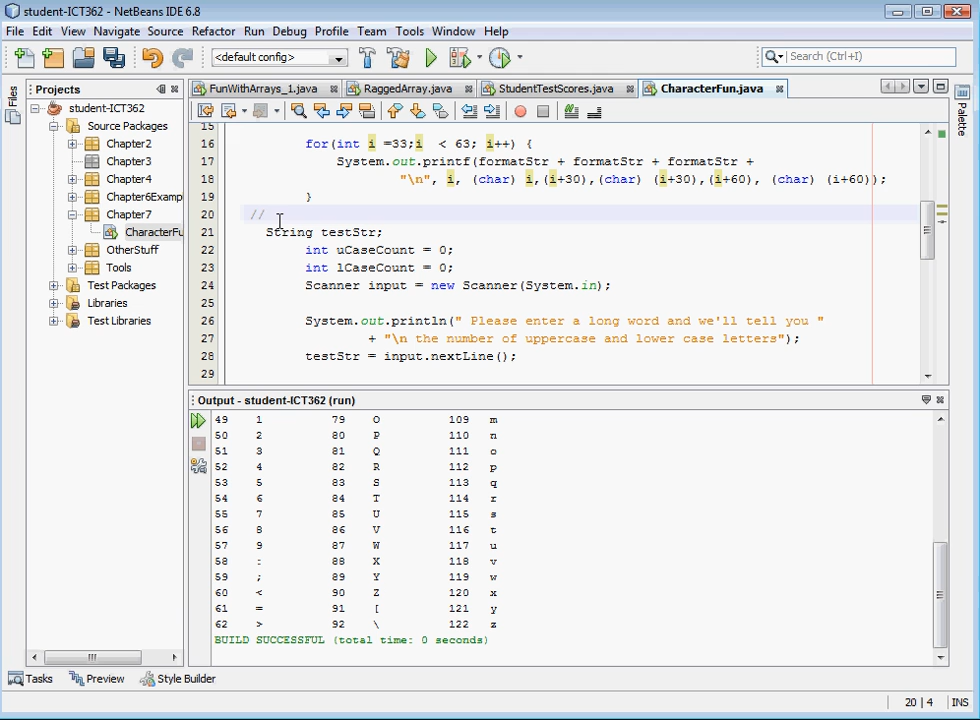 student-ICT362 - NetBeans IDE 6.8
File Edit View Navigate Source Refactor Run Debug Profile Team Tools Window Help
<default config>
Search (Ctrl+I)
Files
Projects
student-ICT362
Source Packages
Chapter2
Chapter3
Chapter4
Chapter6Examp
Chapter7
CharacterFu
OtherStuff
Tools
Test Packages
Libraries
Test Libraries
FunWithArrays_1.java RaggedArray.java StudentTestScores.java CharacterFun.java
Palette
15
16 for(int i =33;i < 63; i++) {
17 System.out.printf(formatStr + formatStr + formatStr +
18 "\n", i, (char) i,(i+30),(char) (i+30),(i+60), (char) (i+60));
19 }
20 //
21 String testStr;
22 int uCaseCount = 0;
23 int lCaseCount = 0;
24 Scanner input = new Scanner(System.in);
25
26 System.out.println(" Please enter a long word and we'll tell you "
27 + "\n the number of uppercase and lower case letters");
28 testStr = input.nextLine();
29
Output - student-ICT362 (run)
49 1 79 O 109 m
50 2 80 P 110 n
51 3 81 Q 111 o
52 4 82 R 112 p
53 5 83 S 113 q
54 6 84 T 114 r
55 7 85 U 115 s
56 8 86 V 116 t
57 9 87 W 117 u
58 : 88 X 118 v
59 ; 89 Y 119 w
60 < 90 Z 120 x
61 = 91 [ 121 y
62 > 92 \ 122 z
BUILD SUCCESSFUL (total time: 0 seconds)
Tasks Preview Style Builder
20 | 4 INS